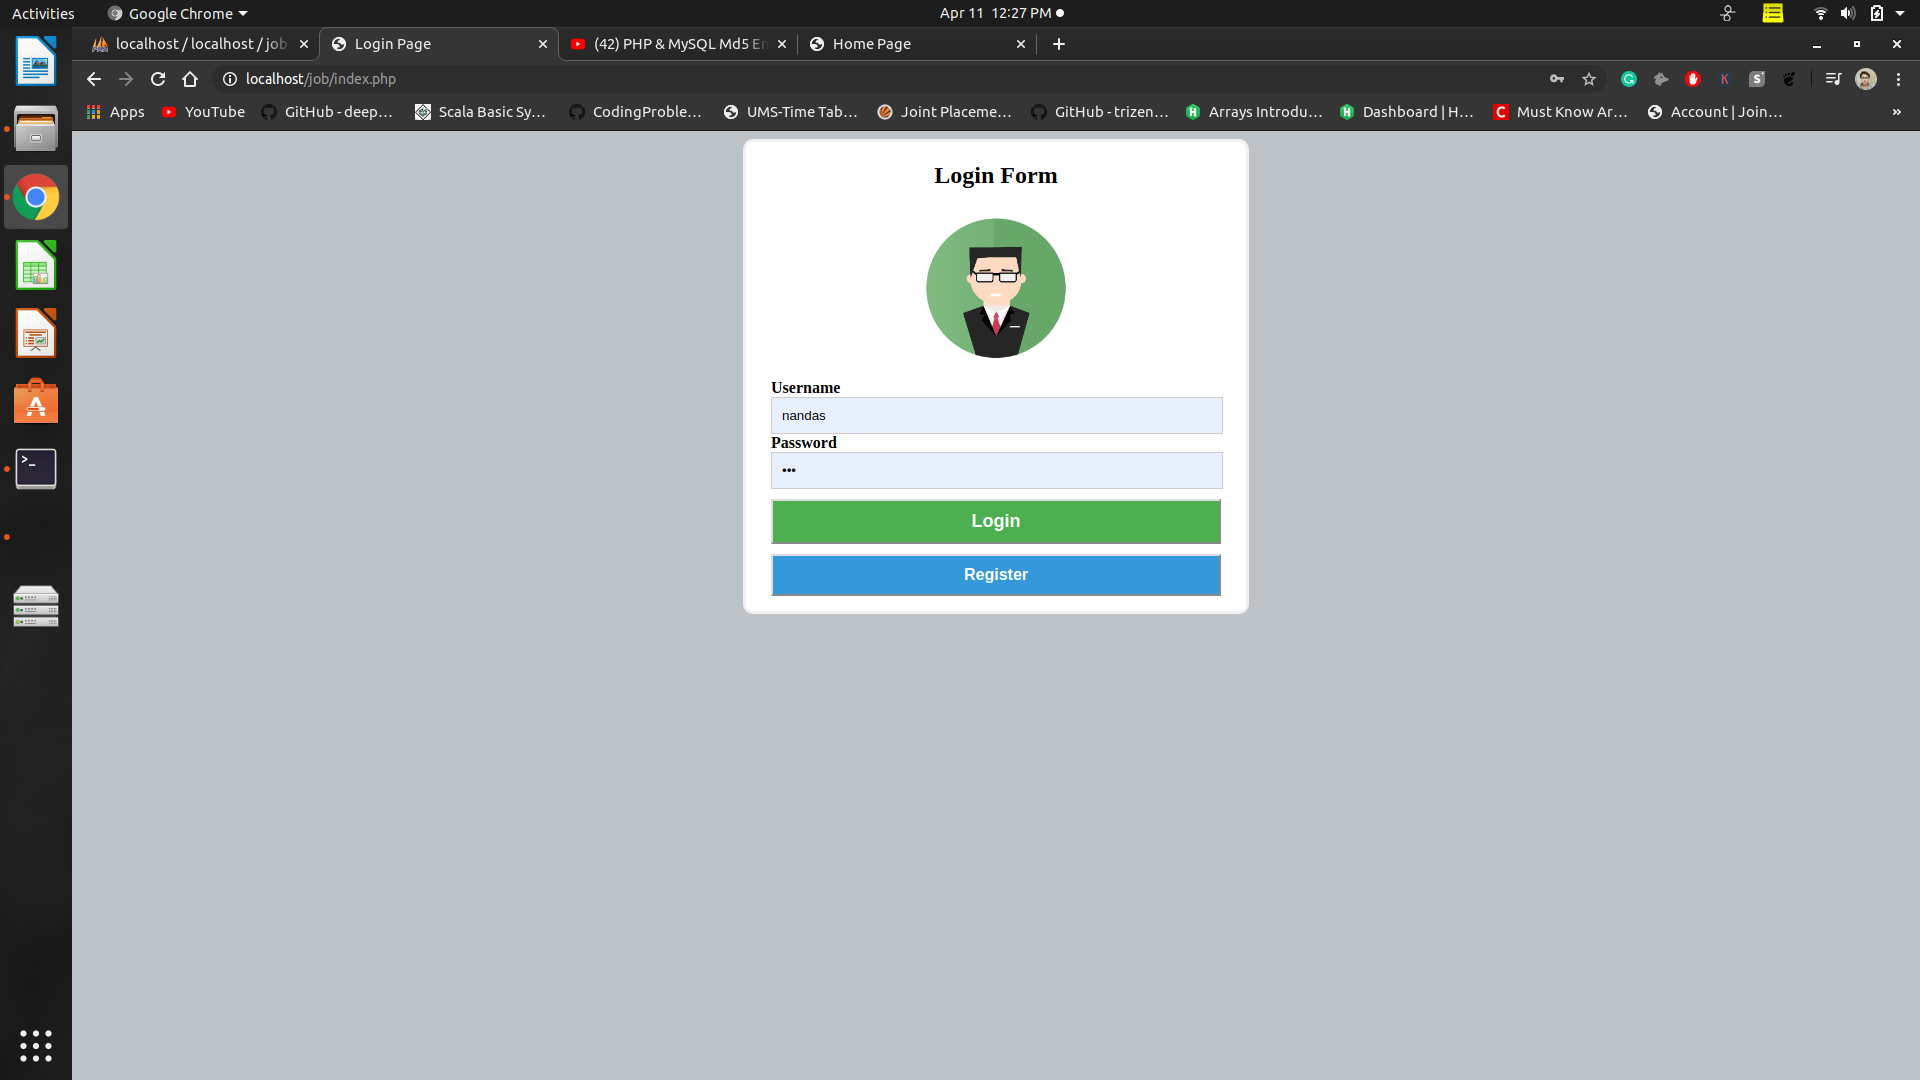 Activities
Google Chrome
Apr 11 12:27 PM
localhost / localhost / job
Login Page
(42) PHP & MySQL Md5 En
Home Page
localhost/job/index.php
Apps
YouTube
GitHub - deep...
Scala Basic Sy...
CodingProble...
UMS-Time Tab...
Joint Placeme...
GitHub - trizen...
Arrays Introdu...
Dashboard | H...
Must Know Ar...
Account | Join...
»
Login Form
Username
nandas
Password
•••
Login
Register